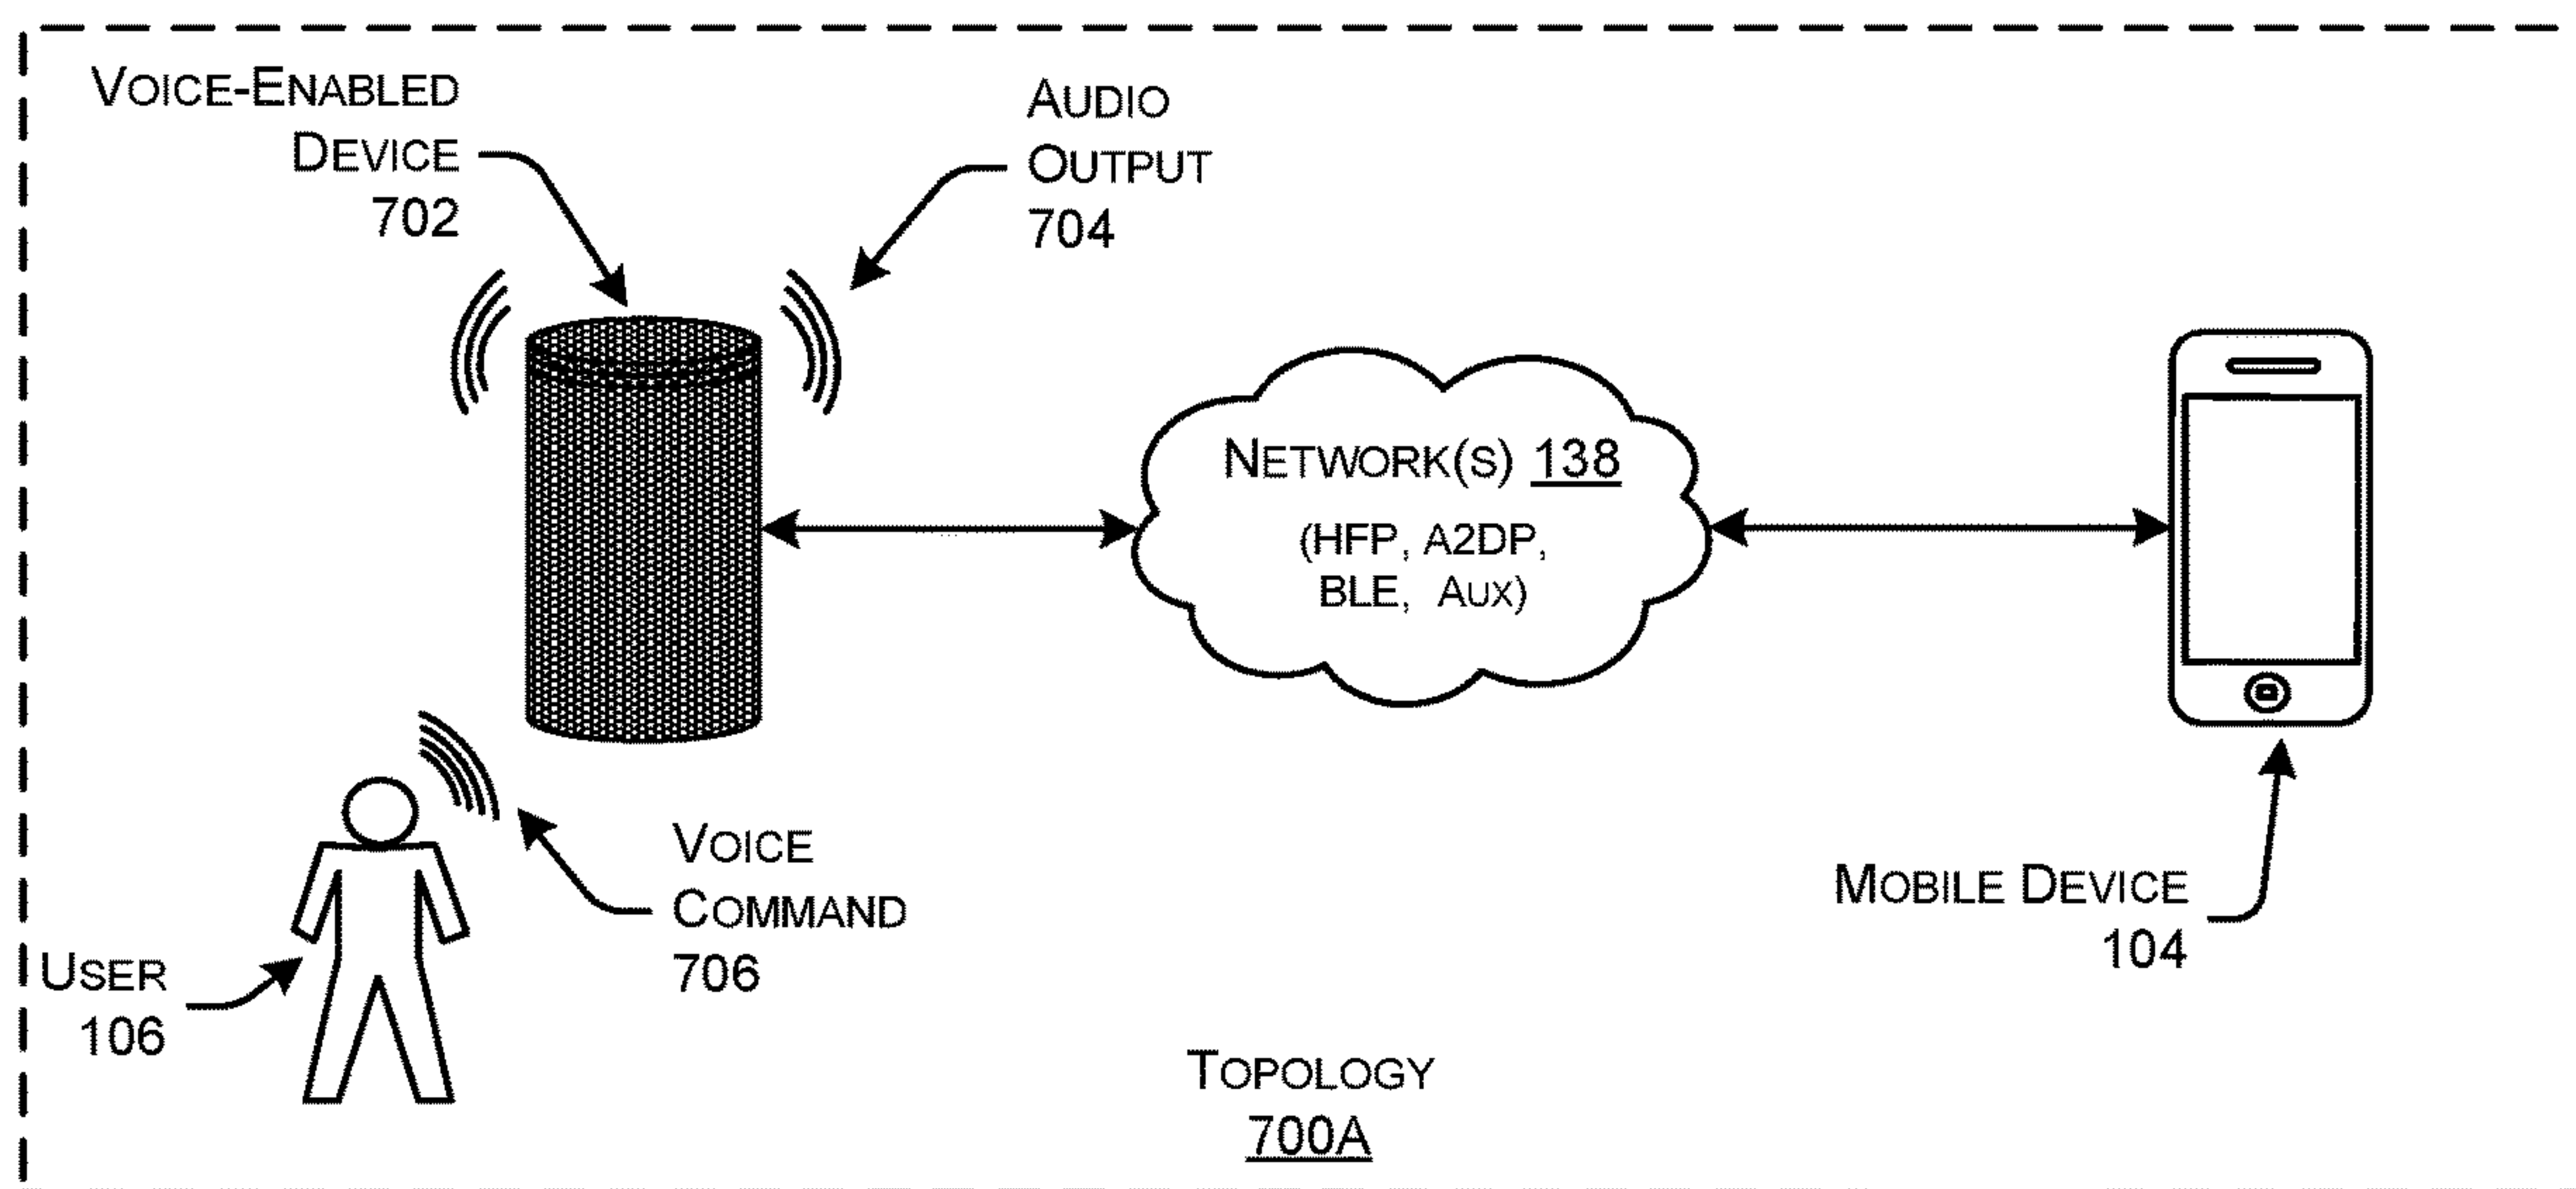 VOICE-ENABLED
DEVICE
702
AUDIO
OUTPUT
704
NETWORK(S) 138
(HFP, A2DP,
BLE, AUX)
VOICE
COMMAND
706
USER
106
MOBILE DEVICE
104
TOPOLOGY
700A